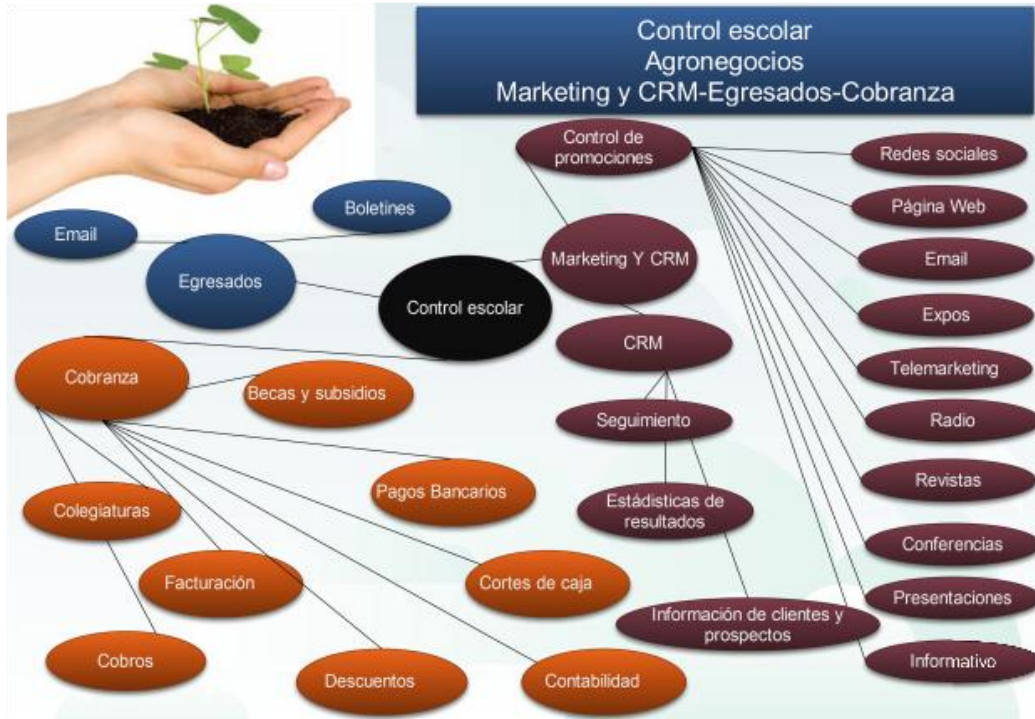 Control escolar
Agronegocios
Marketing y CRM-Egresados-Cobranza
Control de
promociones
Redes sociales
Página Web
Email
Expos
Telemarketing
Radio
Revistas
Conferencias
Presentaciones
Informativo
Marketing Y CRM
CRM
Seguimiento
Estádisticas de
resultados
Información de clientes y
prospectos
Control escolar
Boletines
Email
Egresados
Cobranza
Becas y subsidios
Pagos Bancarios
Colegiaturas
Facturación
Cortes de caja
Cobros
Descuentos
Contabilidad